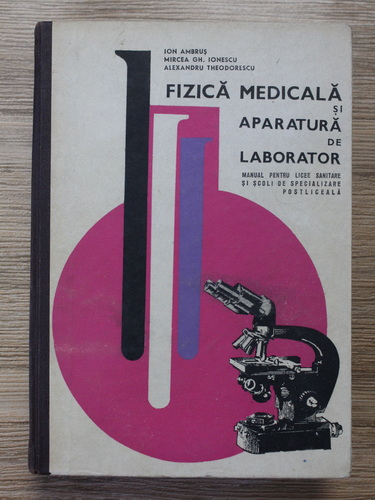 ION AMBRUȘ
MIRCEA GH. IONESCU
ALEXANDRU THEODORESCU
FIZICĂ MEDICALĂ
ȘI
APARATURĂ
DE
LABORATOR
MANUAL PENTRU LICEE SANITARE
ȘI ȘCOLI DE SPECIALIZARE
POSTLICEALĂ